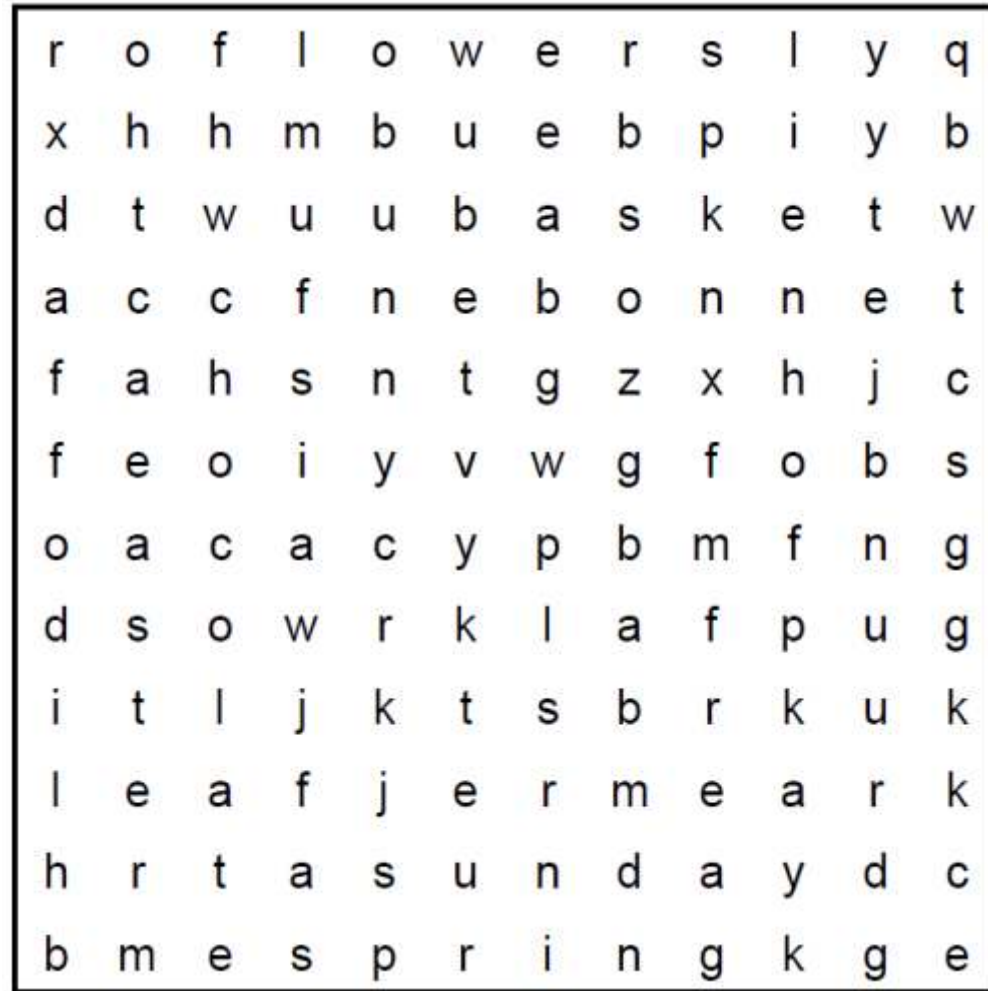 r o f l o w e r s l y q
x h h m b u e b p i y b
d t w u u b a s k e t w
a c c f n e b o n n e t
f a h s n t g z x h j c
f e o i y v w g f o b s
o a c a c y p b m f n g
d s o w r k l a f p u g
i t l j k t s b r k u k
l e a f j e r m e a r k
h r t a s u n d a y d c
b m e s p r i n g k g e